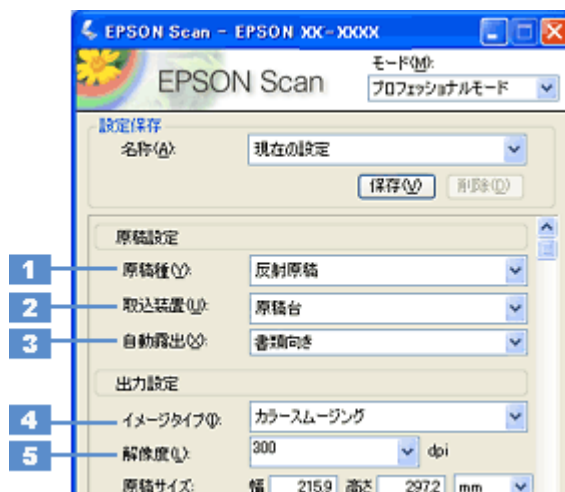 EPSON Scan - EPSON XX-XXXX
EPSON Scan
モード(M):
プロフェッショナルモード
設定保存
名称(A):
現在の設定
保存(V)
削除(D)
原稿設定
1
原稿種(Y):
反射原稿
2
取込装置(U):
原稿台
3
自動露出(X):
書類向き
出力設定
4
イメージタイプ(I):
カラースムージング
5
解像度(L):
300
dpi
原稿サイズ:
幅
215.9
高さ
297.2
mm